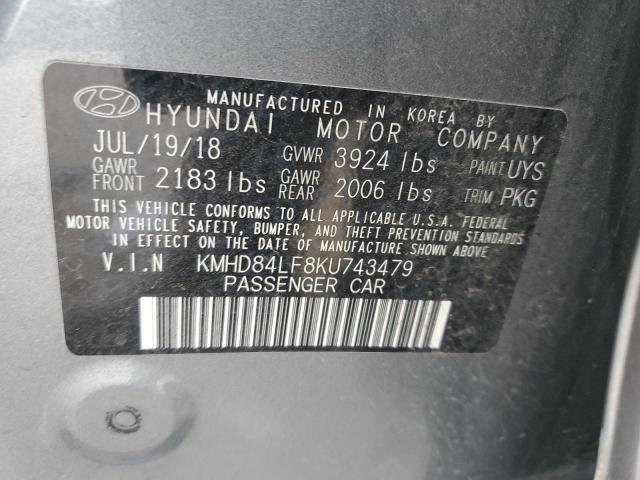 MANUFACTURED IN KOREA BY
HYUNDAI MOTOR COMPANY
JUL/19/18 GVWR 3924 lbs PAINT UYS
GAWR FRONT 2183 lbs GAWR REAR 2006 lbs TRIM PKG
THIS VEHICLE CONFORMS TO ALL APPLICABLE U.S.A. FEDERAL
MOTOR VEHICLE SAFETY, BUMPER, AND THEFT PREVENTION STANDARDS
IN EFFECT ON THE DATE OF MANUFACTURE SHOWN ABOVE
V.I.N KMHD84LF8KU743479
PASSENGER CAR